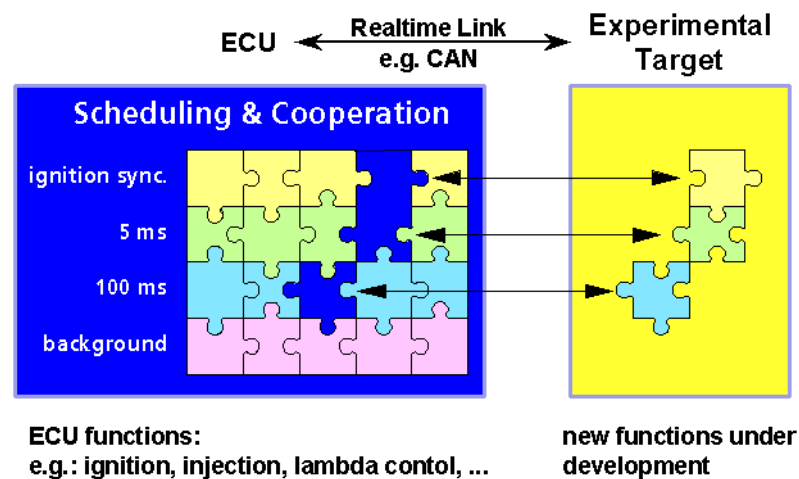 ECU
Realtime Link
e.g. CAN
Experimental
Target
Scheduling & Cooperation
ignition sync.
5 ms
100 ms
background
ECU functions:
e.g.: ignition, injection, lambda contol, ...
new functions under
development